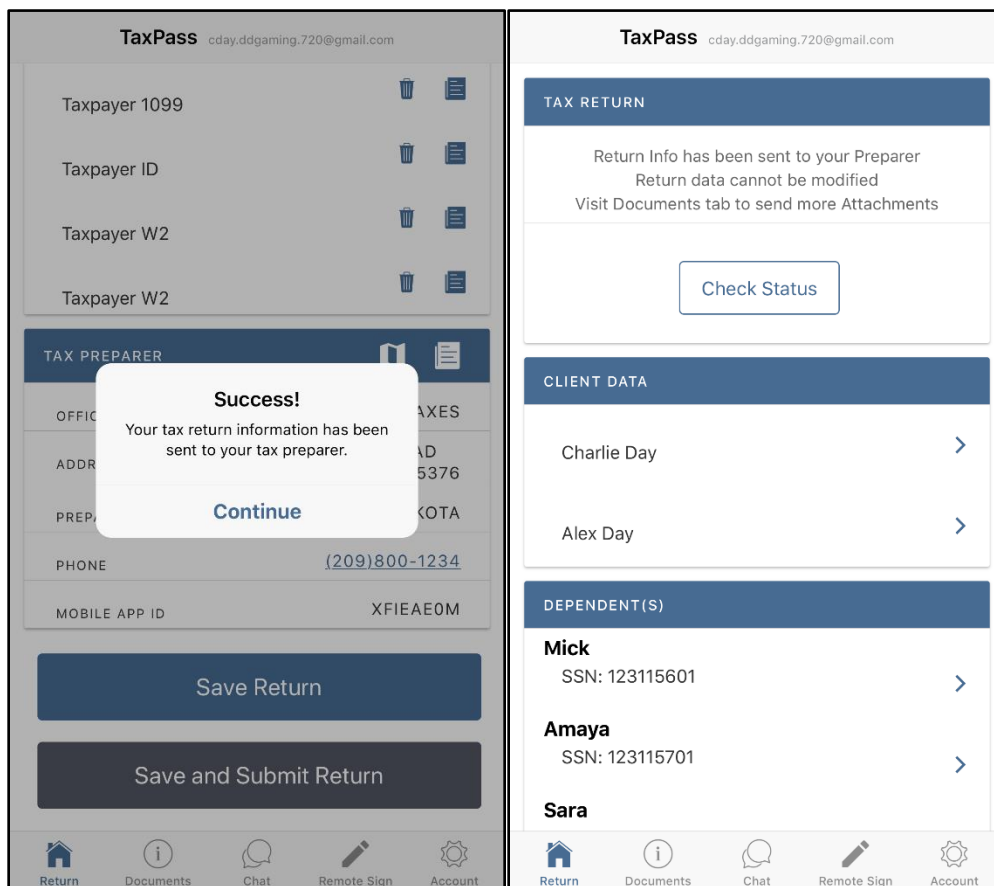 TaxPass cday.ddgaming.720@gmail.com
Taxpayer 1099
Taxpayer ID
Taxpayer W2
Taxpayer W2
TAX PREPARER
Success!
Your tax return information has been
sent to your tax preparer.
Continue
5376
PHONE (209)800-1234
MOBILE APP ID XFIEAE0M
Save Return
Save and Submit Return
Return Documents Chat Remote Sign Account
TaxPass cday.ddgaming.720@gmail.com
TAX RETURN
Return Info has been sent to your Preparer
Return data cannot be modified
Visit Documents tab to send more Attachments
Check Status
CLIENT DATA
Charlie Day
Alex Day
DEPENDENT(S)
Mick
SSN: 123115601
Amaya
SSN: 123115701
Sara
Return Documents Chat Remote Sign Account